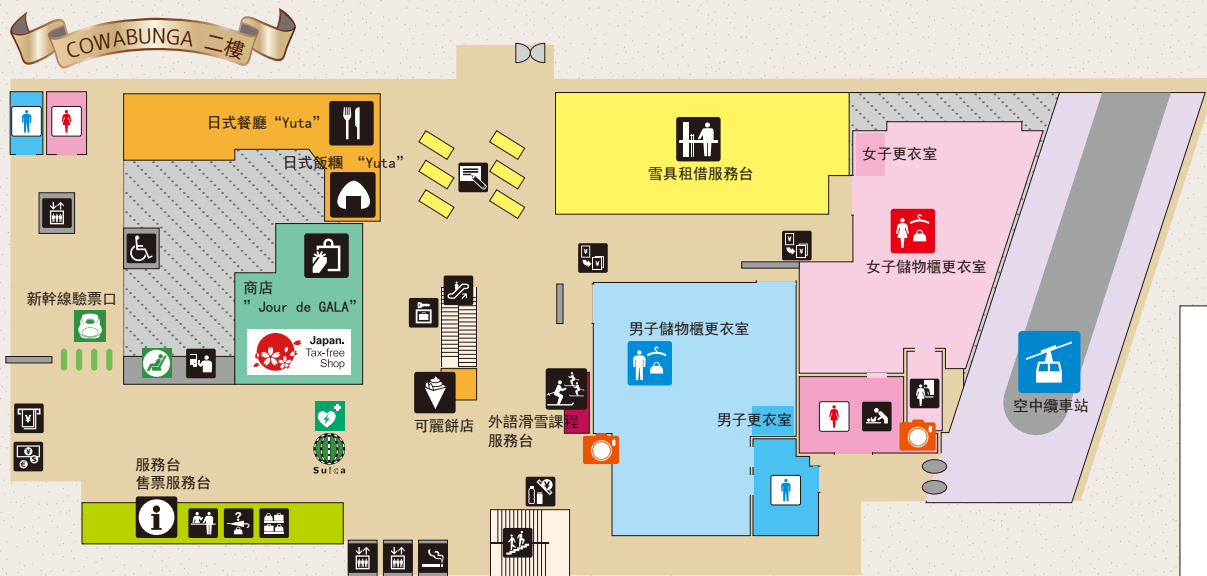 COWABUNGA 二樓
日式餐廳 “Yuta”
日式飯糰 “Yuta”
雪具租借服務台
女子更衣室
女子儲物櫃更衣室
新幹線驗票口
商店
” Jour de GALA”
Japan.
Tax-free
Shop
男子儲物櫃更衣室
空中纜車站
可麗餅店
外語滑雪課程
服務台
男子更衣室
Suica
服務台
售票服務台